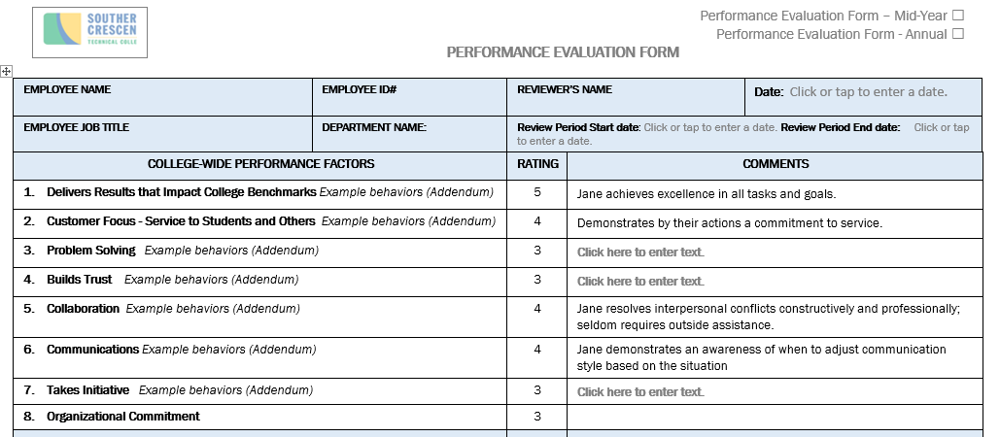 SOUTHER
CRESCEN
TECHNICAL COLLE
Performance Evaluation Form – Mid-Year ☐
Performance Evaluation Form - Annual ☐
PERFORMANCE EVALUATION FORM
EMPLOYEE NAME
EMPLOYEE ID#
REVIEWER'S NAME
Date: Click or tap to enter a date.
EMPLOYEE JOB TITLE
DEPARTMENT NAME:
Review Period Start date: Click or tap to enter a date. Review Period End date: Click or tap
to enter a date.
COLLEGE-WIDE PERFORMANCE FACTORS RATING COMMENTS
1. Delivers Results that Impact College Benchmarks Example behaviors (Addendum) 5 Jane achieves excellence in all tasks and goals.
2. Customer Focus - Service to Students and Others Example behaviors (Addendum) 4 Demonstrates by their actions a commitment to service.
3. Problem Solving Example behaviors (Addendum) 3 Click here to enter text.
4. Builds Trust Example behaviors (Addendum) 3 Click here to enter text.
5. Collaboration Example behaviors (Addendum) 4 Jane resolves interpersonal conflicts constructively and professionally;
seldom requires outside assistance.
6. Communications Example behaviors (Addendum) 4 Jane demonstrates an awareness of when to adjust communication
style based on the situation
7. Takes Initiative Example behaviors (Addendum) 3 Click here to enter text.
8. Organizational Commitment 3